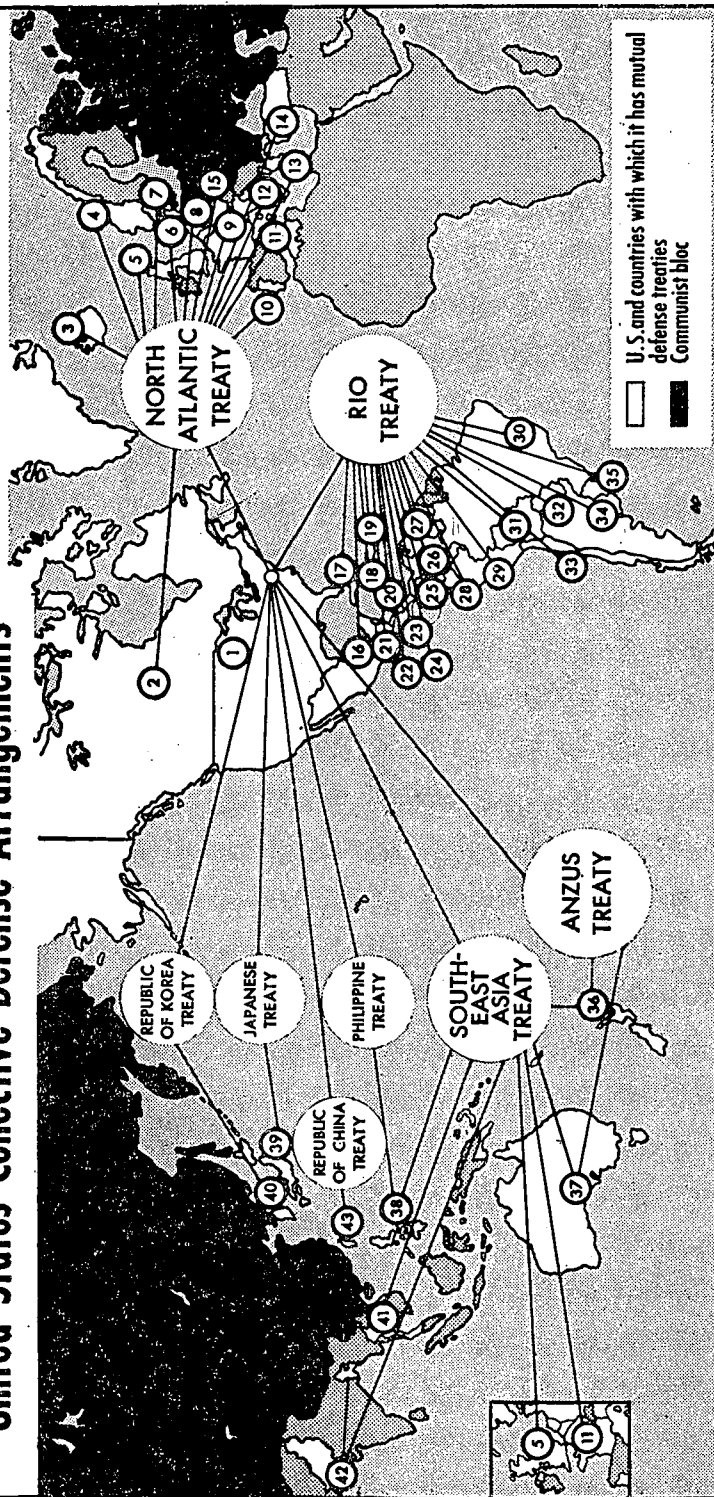 United States Collective Defense Arrangements
REPUBLIC
OF KOREA
TREATY
JAPANESE
TREATY
REPUBLIC
OF CHINA
TREATY
PHILIPPINE
TREATY
SOUTH-
EAST
ASIA
TREATY
ANZUS
TREATY
NORTH
ATLANTIC
TREATY
RIO
TREATY
1
2
3
4
5
6
7
8
9
10
11
12
13
14
15
16
17
18
19
20
21
22
23
24
25
26
27
28
29
30
31
32
33
34
35
36
37
38
39
40
41
42
43
5
11
U.S. and countries with which it has mutual
defense treaties
Communist bloc